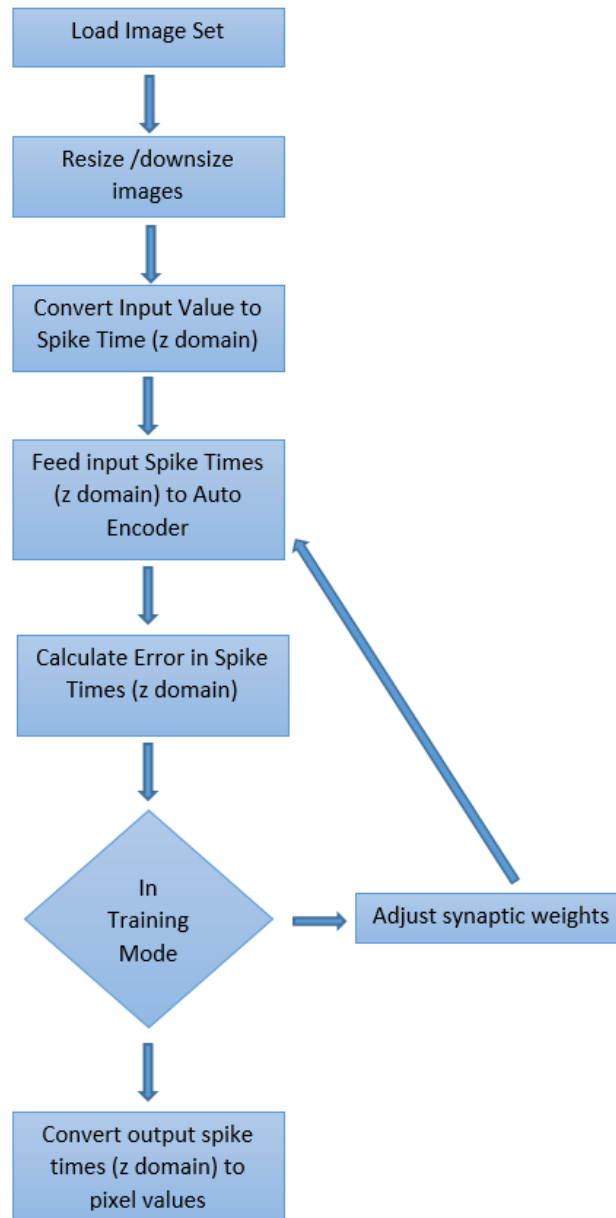 Load Image Set
Resize /downsize
images
Convert Input Value to
Spike Time (z domain)
Feed input Spike Times
(z domain) to Auto
Encoder
Calculate Error in Spike
Times (z domain)
In
Training
Mode
Adjust synaptic weights
Convert output spike
times (z domain) to
pixel values